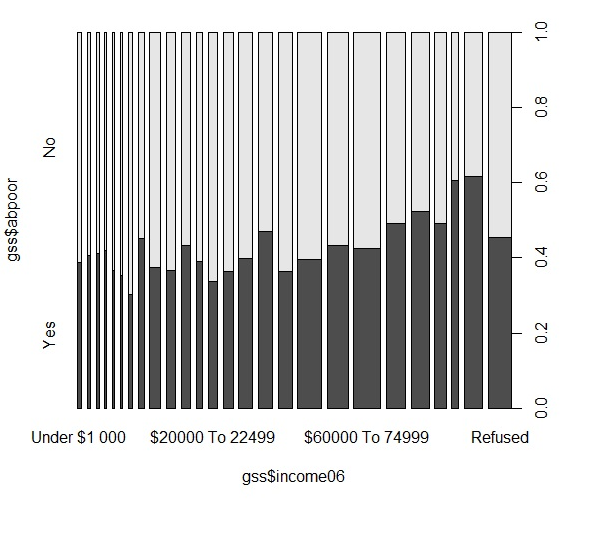 gss$abpoor
No
Yes
1.0
0.8
0.6
0.4
0.2
0.0
Under $1 000 $20000 To 22499 $60000 To 74999 Refused
gss$income06